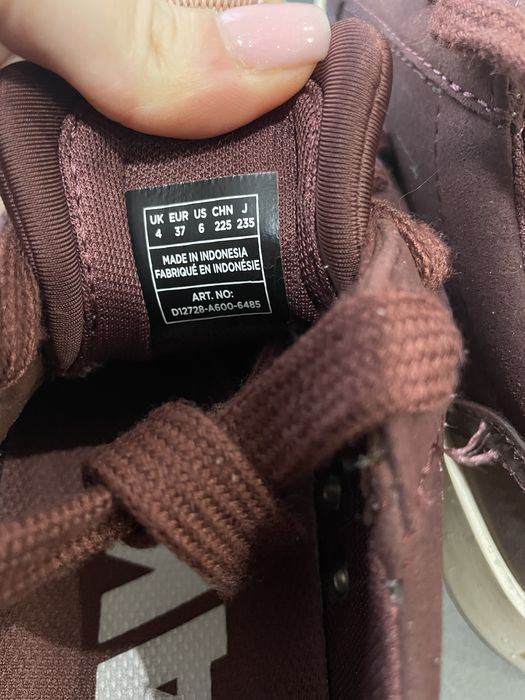 UK EUR US CHN J
4 37 6 225 235
MADE IN INDONESIA
FABRIQUÉ EN INDONÉSIE
ART. NO:
D12728-A600-6485